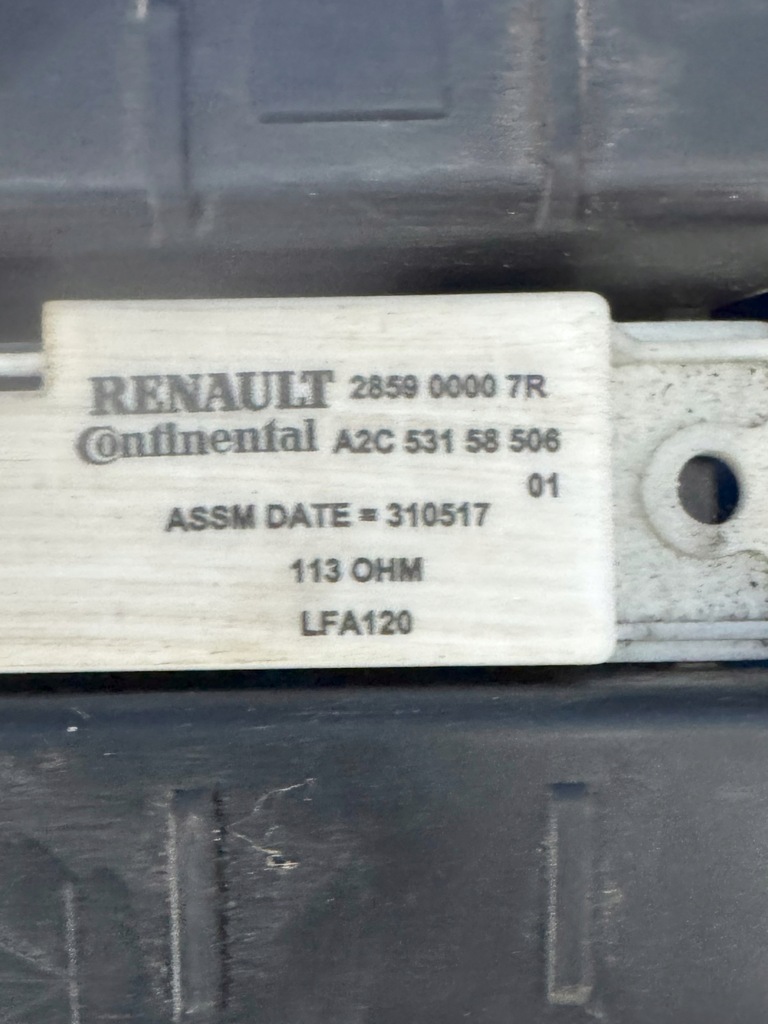 RENAULT 2859 0000 7R
Continental A2C 531 58 506
01
ASSM DATE = 310517
113 OHM
LFA120